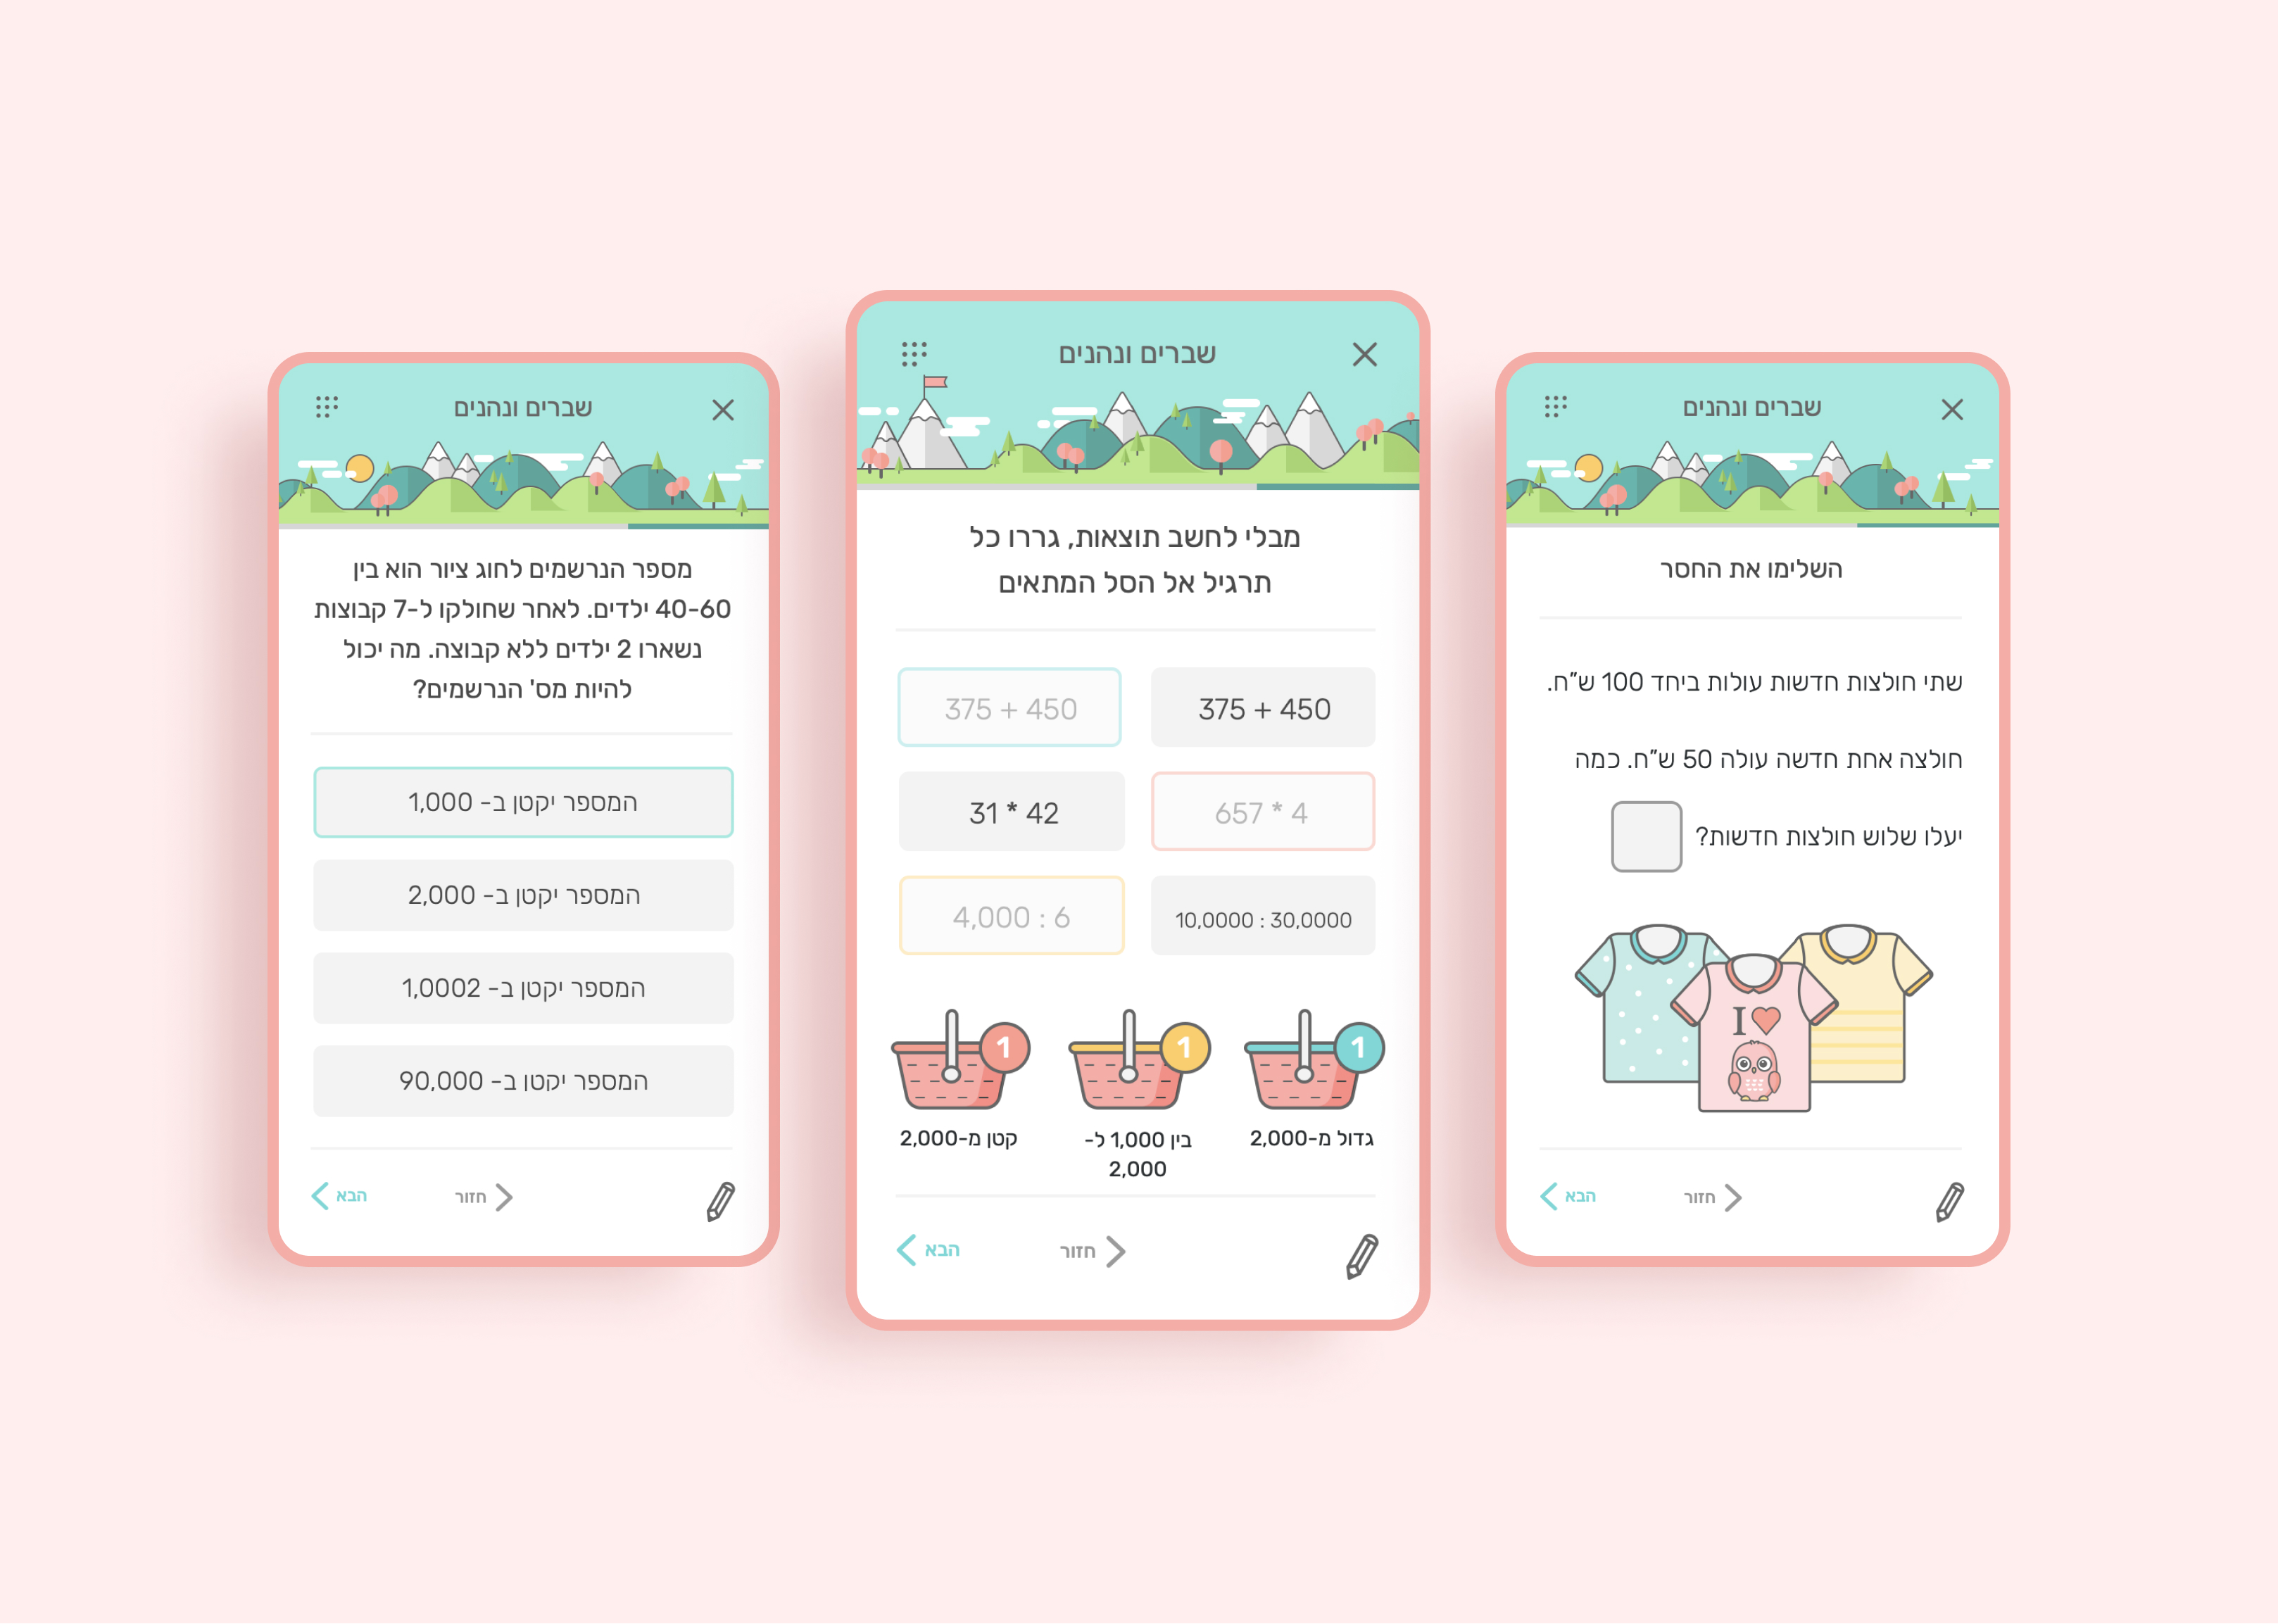 שברים ונהנים
השלימו את החסר
שתי חולצות חדשות עולות ביחד 100 ש"ח.
חולצה אחת חדשה עולה 50 ש"ח. כמה
יעלו שלוש חולצות חדשות?
I
חזור
הבא
שברים ונהנים
מבלי לחשב תוצאות, גררו כל
תרגיל אל הסל המתאים
375 + 450
375 + 450
657 * 4
31 * 42
10,0000 : 30,0000
4,000 : 6
1
1
1
גדול מ-2,000
בין 1,000 ל-
2,000
קטן מ-2,000
חזור
הבא
שברים ונהנים
מספר הנרשמים לחוג ציור הוא בין
40-60 ילדים. לאחר שחולקו ל-7 קבוצות
נשארו 2 ילדים ללא קבוצה. מה יכול
להיות מס' הנרשמים?
המספר יקטן ב- 1,000
המספר יקטן ב- 2,000
המספר יקטן ב- 1,0002
המספר יקטן ב- 90,000
חזור
הבא